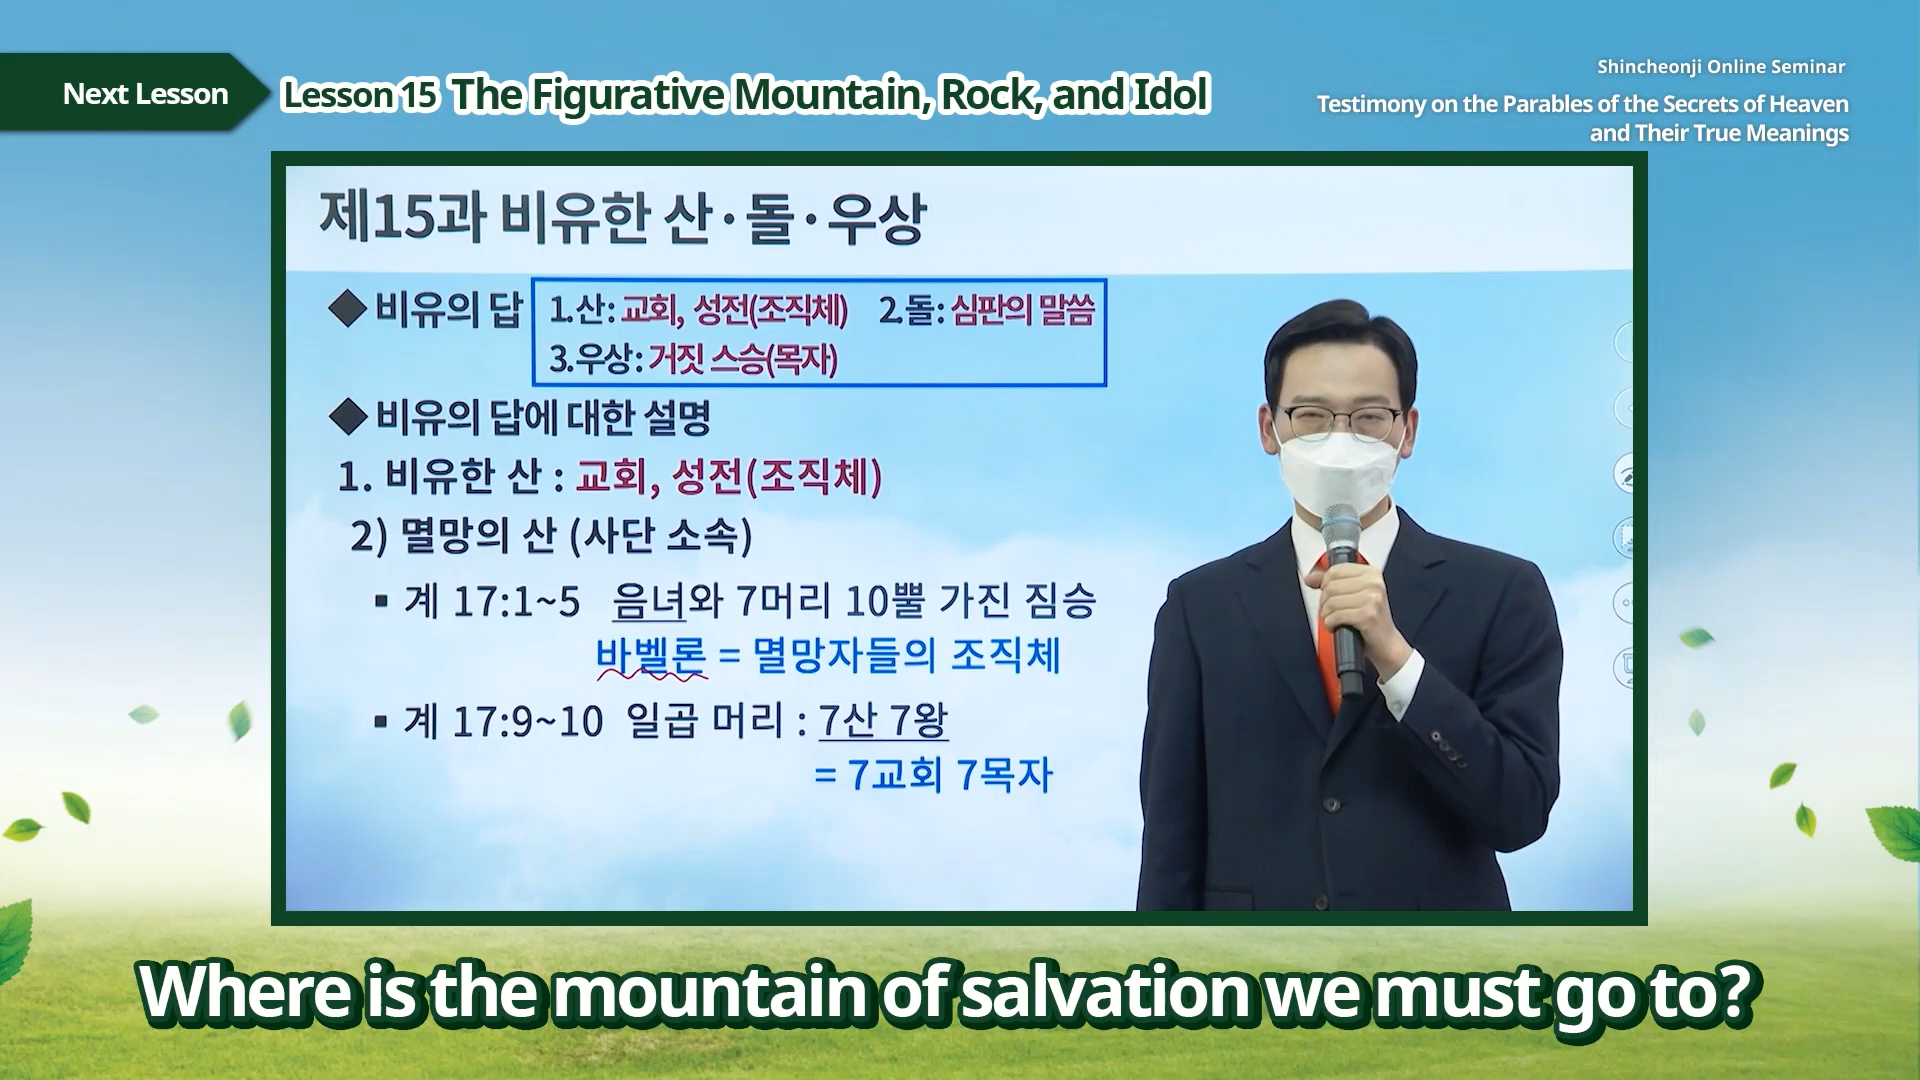 Next Lesson
Lesson 15 The Figurative Mountain, Rock, and Idol
Shincheonji Online Seminar
Testimony on the Parables of the Secrets of Heaven
and Their True Meanings
제15과 비유한 산·돌·우상
◆ 비유의 답 1.산: 교회, 성전(조직체) 2.돌: 심판의 말씀
3.우상: 거짓 스승(목자)
◆ 비유의 답에 대한 설명
1. 비유한 산 : 교회, 성전(조직체)
2) 멸망의 산 (사단 소속)
▪ 계 17:1~5 음녀와 7머리 10뿔 가진 짐승
바벨론 = 멸망자들의 조직체
▪ 계 17:9~10 일곱 머리 : 7산 7왕
= 7교회 7목자
Where is the mountain of salvation we must go to?